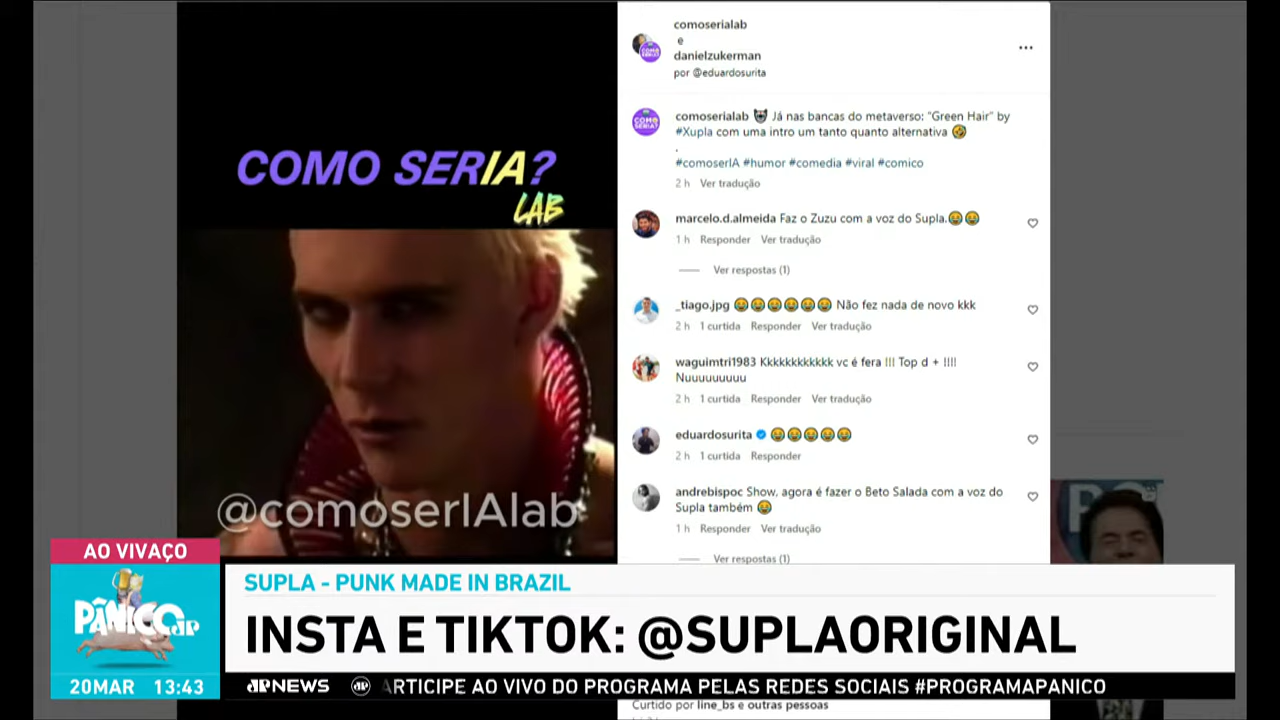 COMO SERIA?
LAB
@comoserIAlab
comoserialab
e
danielzukerman
por @eduardosurita
comoserialab Já nas bancas do metaverso: "Green Hair" by
#Xupla com uma intro um tanto quanto alternativa
.
#comoserIA #humor #comedia #viral #comico
2 h Ver tradução
marcelo.d.almeida Faz o Zuzu com a voz do Supla.😂😂
1 h Responder Ver tradução
Ver respostas (1)
_tiago.jpg 😂😂😂😂😂😂 Não fez nada de novo kkk
2 h 1 curtida Responder Ver tradução
waguimtri1983 Kkkkkkkkkkkk vc é fera !!! Top d + !!!!
Nuuuuuuuuu
2 h 1 curtida Responder Ver tradução
eduardosurita 😂😂😂😂😂
2 h 1 curtida Responder
andrebispoc Show, agora é fazer o Beto Salada com a voz do
Supla também 😂
1 h Responder Ver tradução
Ver respostas (1)
AO VIVAÇO
PÂNICO JP
20MAR 13:43
SUPLA - PUNK MADE IN BRAZIL
INSTA E TIKTOK: @SUPLAORIGINAL
JP NEWS JP ARTICIPE AO VIVO DO PROGRAMA PELAS REDES SOCIAIS #PROGRAMAPANICO
Curtido por line_bs e outras pessoas